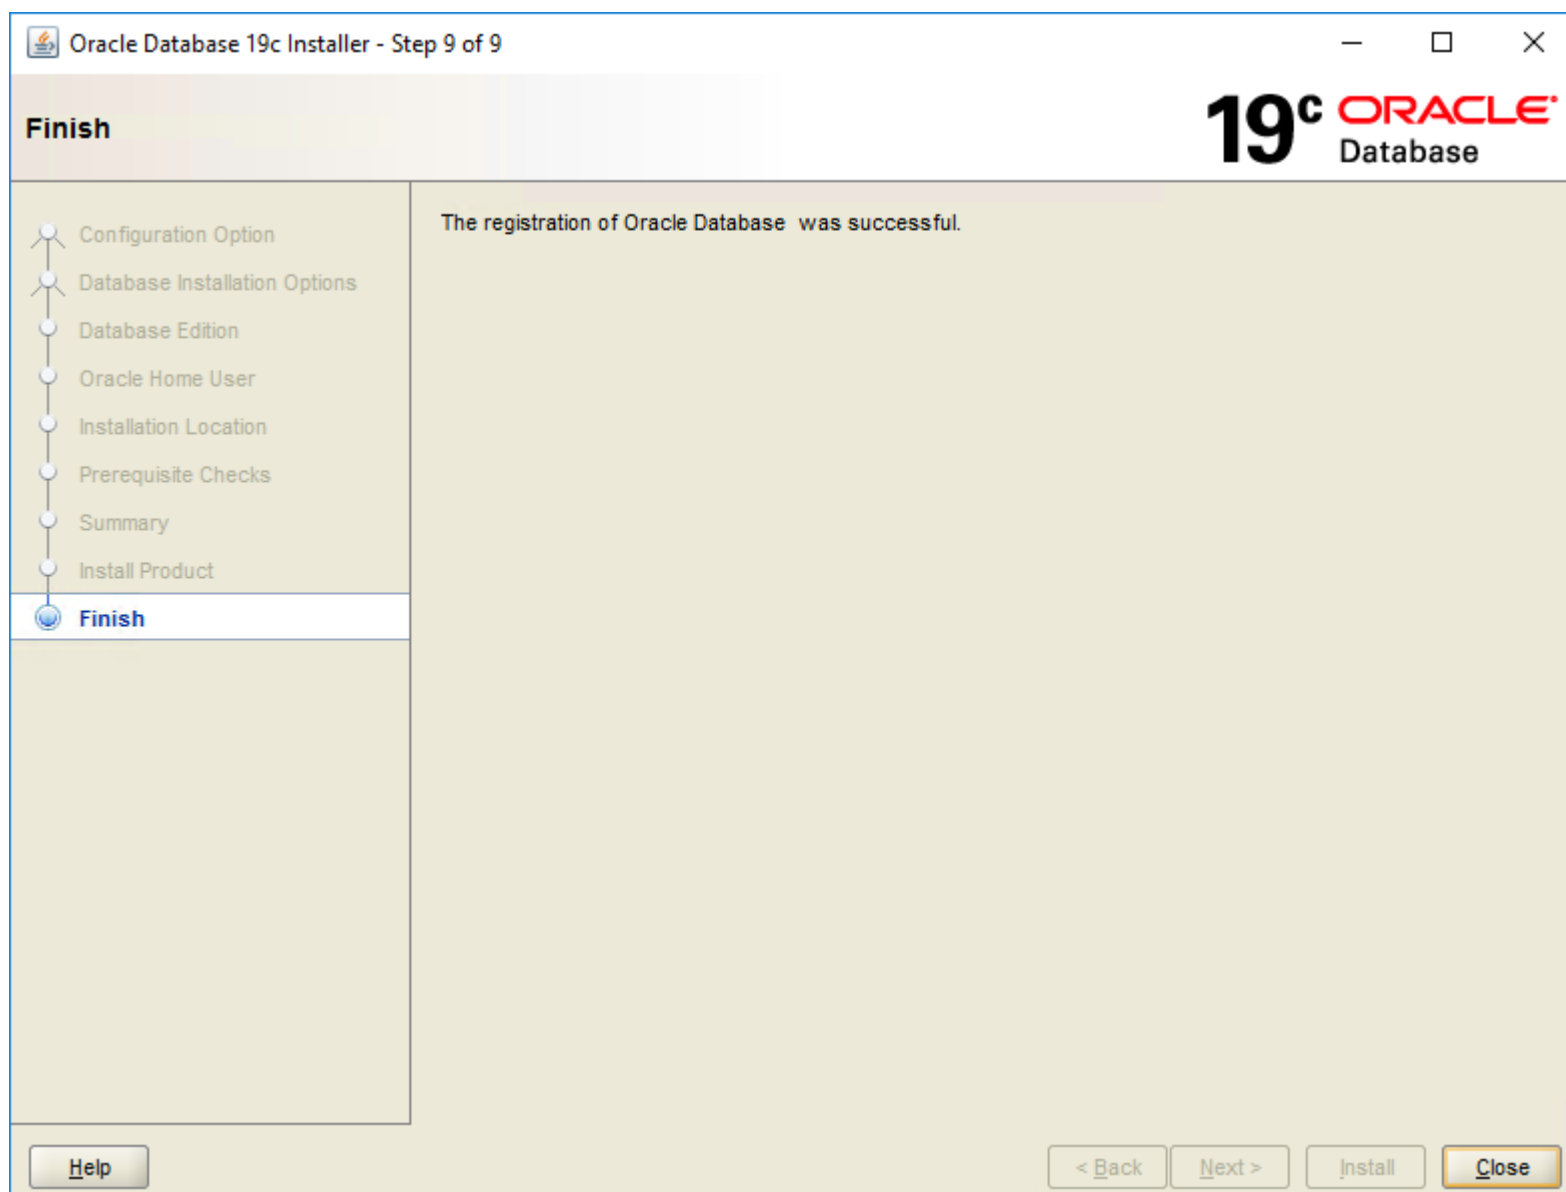 Oracle Database 19c Installer - Step 9 of 9
Finish
19c ORACLE
Database
Configuration Option
Database Installation Options
Database Edition
Oracle Home User
Installation Location
Prerequisite Checks
Summary
Install Product
Finish
The registration of Oracle Database  was successful.
Help
< Back
Next >
Install
Close